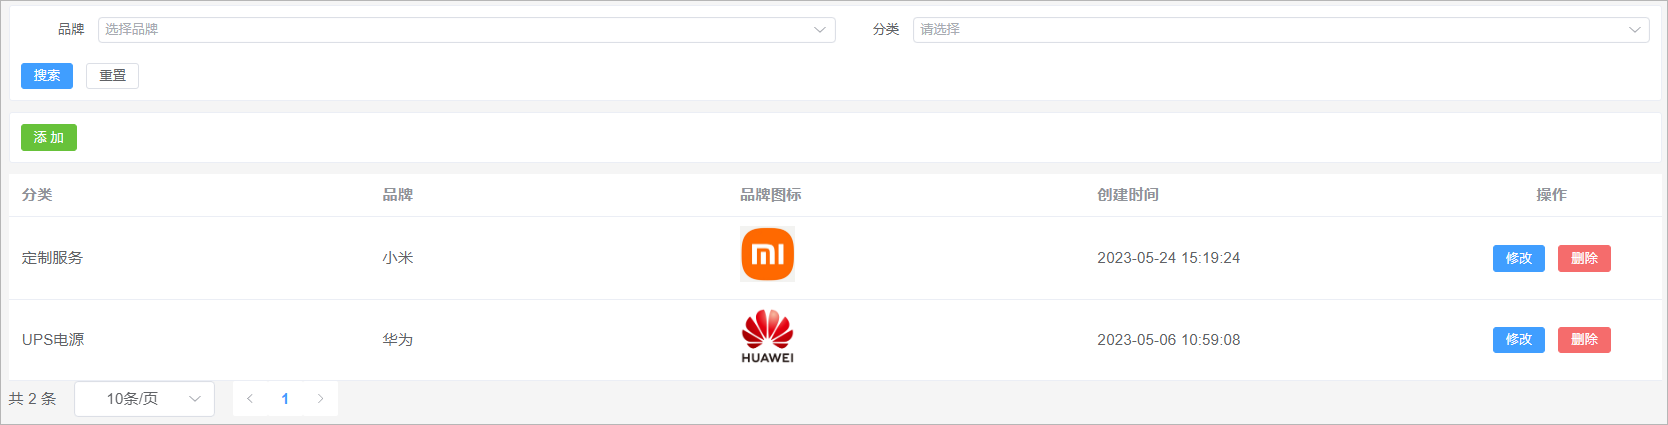 品牌 选择品牌 分类 请选择
搜索 重置
添 加
分类 品牌 品牌图标 创建时间 操作
定制服务 小米 mi 2023-05-24 15:19:24 修改 删除
UPS电源 华为 HUAWEI 2023-05-06 10:59:08 修改 删除
共 2 条 10条/页 1